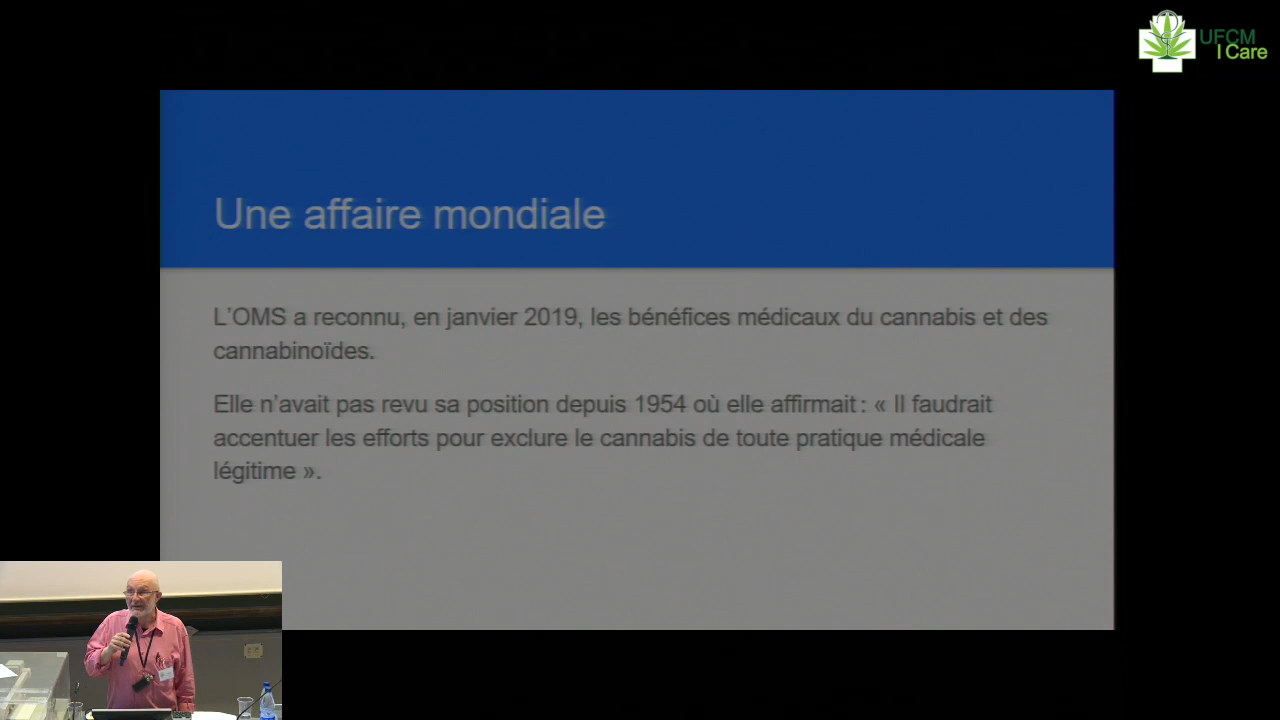 UFCM
I Care
Une affaire mondiale
L'OMS a reconnu, en janvier 2019, les bénéfices médicaux du cannabis et des
cannabinoïdes.
Elle n'avait pas revu sa position depuis 1954 où elle affirmait : « Il faudrait
accentuer les efforts pour exclure le cannabis de toute pratique médicale
légitime ».